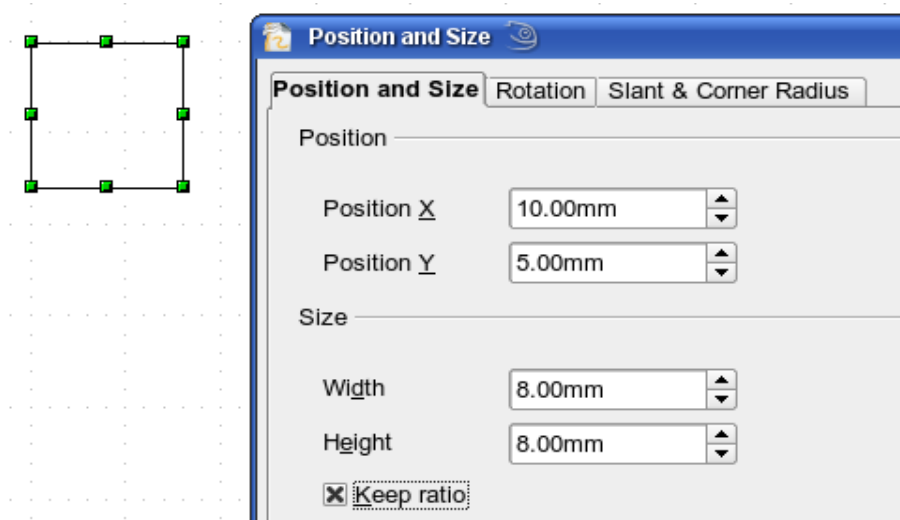 Position and Size
Position and Size Rotation Slant & Corner Radius
Position
Position X 10.00mm
Position Y 5.00mm
Size
Width 8.00mm
Height 8.00mm
Keep ratio